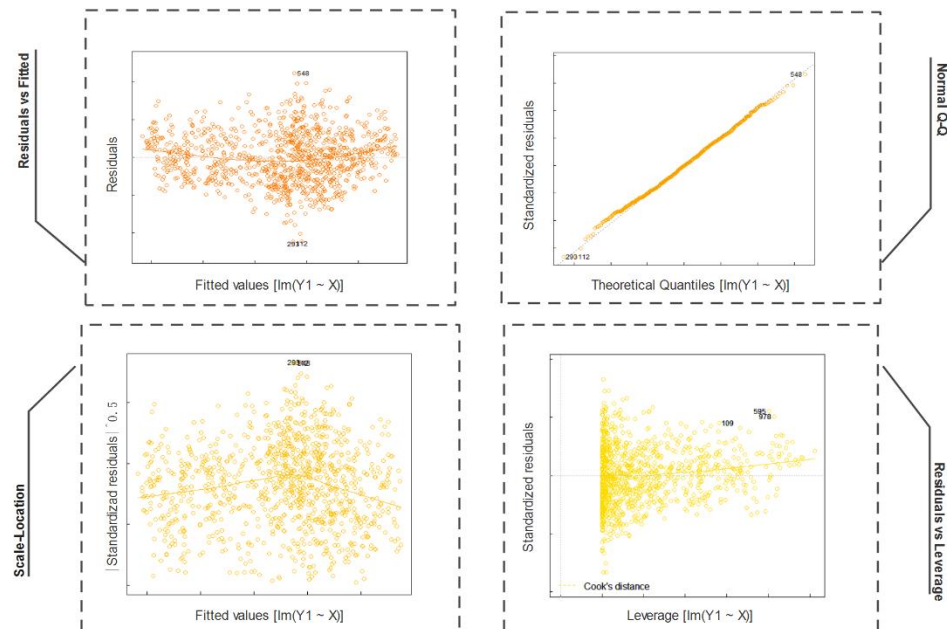 Residuals vs Fitted
Residuals
548
293112
Fitted values [lm(Y1 ~ X)]
Normal Q-Q
Standardized residuals
548
293112
Theoretical Quantiles [lm(Y1 ~ X)]
Scale-Location
| Standardized residuals | ^0.5
Fitted values [lm(Y1 ~ X)]
Residuals vs Leverage
Standardized residuals
595
978
109
Cook's distance
Leverage [lm(Y1 ~ X)]